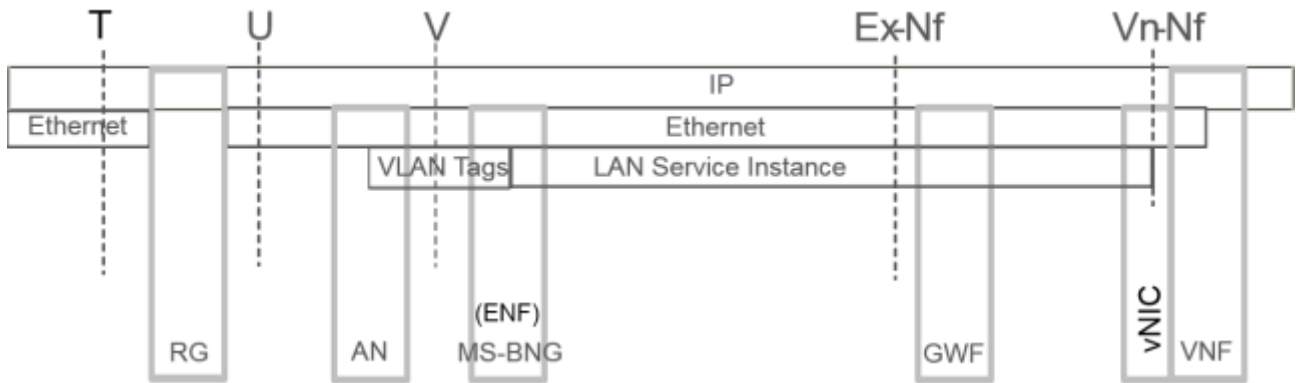 T U V Ex-Nf Vn-Nf
IP
Ethernet Ethernet
VLAN Tags LAN Service Instance
(ENF)
RG AN MS-BNG GWF vNIC VNF